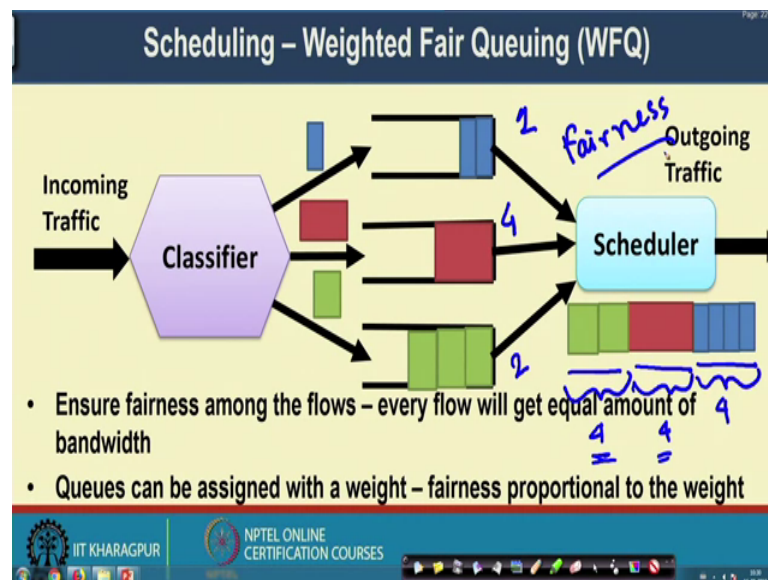 Page: 22
Scheduling – Weighted Fair Queuing (WFQ)
2
fairness
Outgoing
Traffic
Incoming
Traffic
4
Classifier
Scheduler
2
• Ensure fairness among the flows – every flow will get equal amount of
bandwidth
4
4
4
• Queues can be assigned with a weight – fairness proportional to the weight
IIT KHARAGPUR
NPTEL ONLINE
CERTIFICATION COURSES